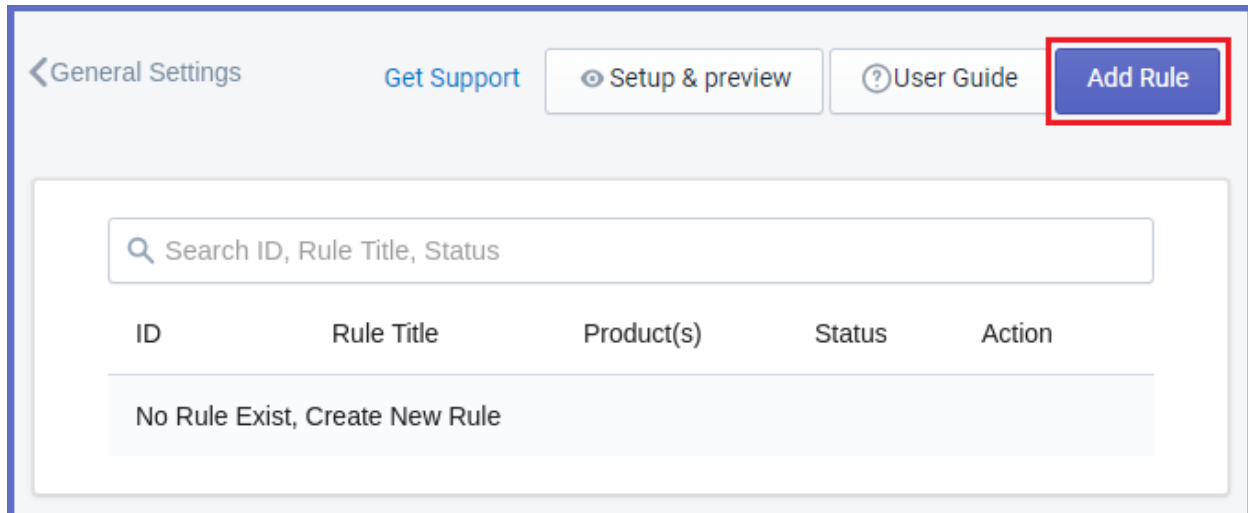 General Settings Get Support Setup & preview User Guide Add Rule
Search ID, Rule Title, Status
ID Rule Title Product(s) Status Action
No Rule Exist, Create New Rule